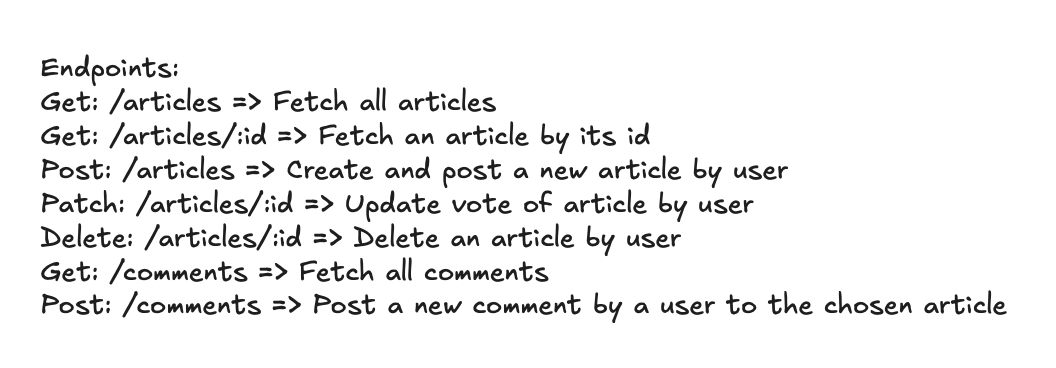 Endpoints:
Get: /articles => Fetch all articles
Get: /articles/:id => Fetch an article by its id
Post: /articles => Create and post a new article by user
Patch: /articles/:id => Update vote of article by user
Delete: /articles/:id => Delete an article by user
Get: /comments => Fetch all comments
Post: /comments => Post a new comment by a user to the chosen article